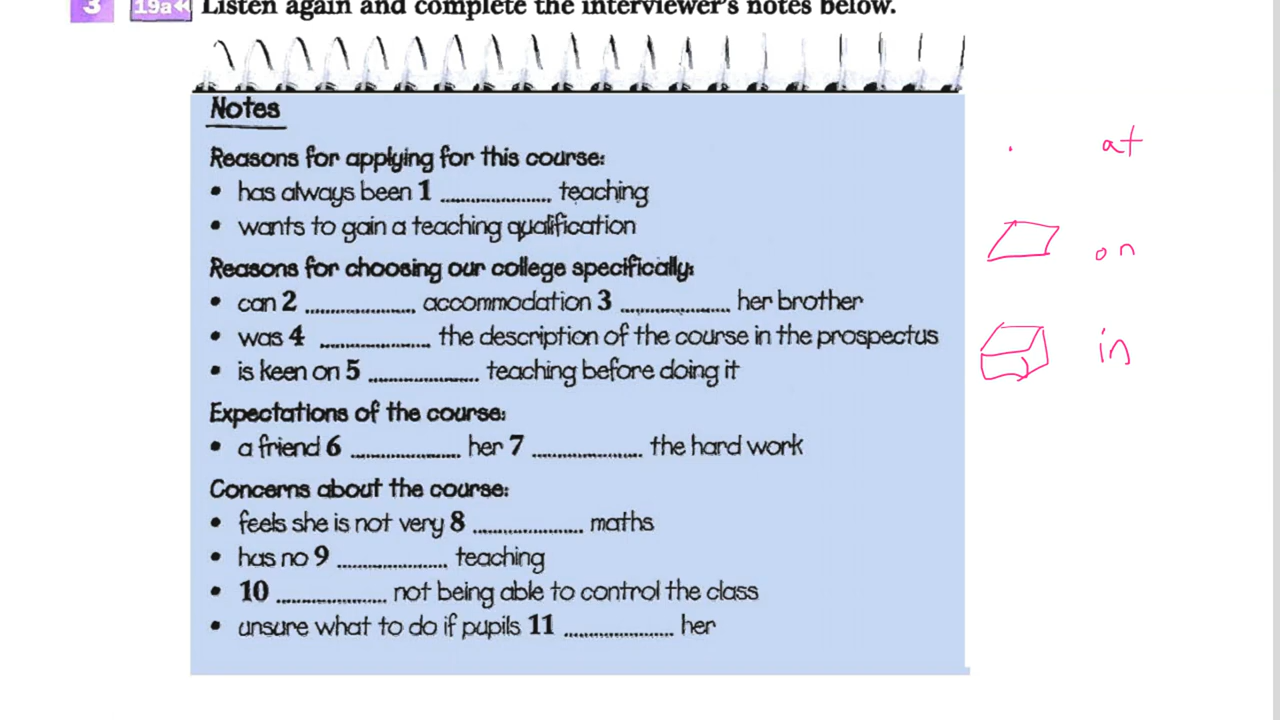 3 19a Listen again and complete the interviewer's notes below.
Notes
Reasons for applying for this course:
• has always been 1 .................... teaching
• wants to gain a teaching qualification
Reasons for choosing our college specifically:
• can 2 .................... accommodation 3 .................... her brother
• was 4 .................... the description of the course in the prospectus
• is keen on 5 .................... teaching before doing it
Expectations of the course:
• a friend 6 .................... her 7 .................... the hard work
Concerns about the course:
• feels she is not very 8 .................... maths
• has no 9 .................... teaching
• 10 .................... not being able to control the class
• unsure what to do if pupils 11 .................... her
at
on
in